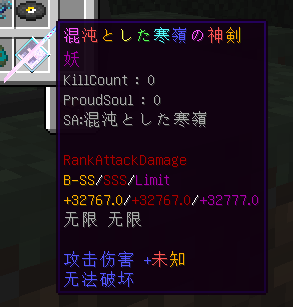 混沌とした寒嶺の神剣
妖
KillCount : 0
ProudSoul : 0
SA:混沌とした寒嶺
RankAttackDamage
B-SS/SSS/Limit
+32767.0/+32767.0/+32777.0
无限 无限
攻击伤害 +未知
无法破坏